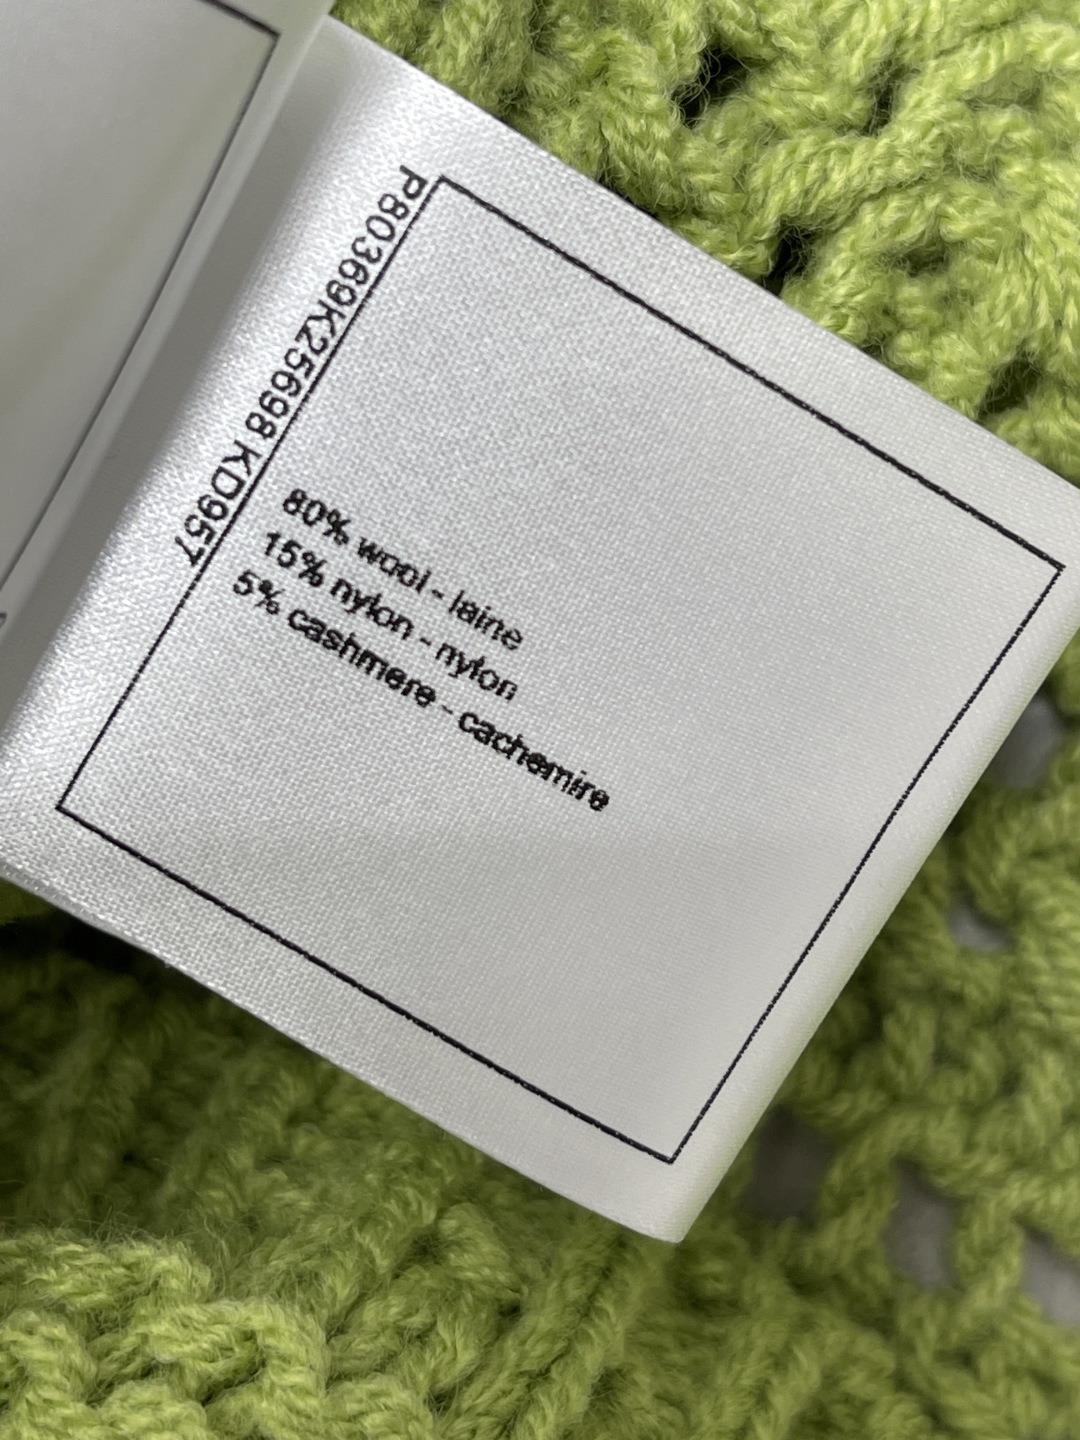 P80369K25698 KD957
80% wool - laine
15% nylon - nylon
5% cashmere - cachemire